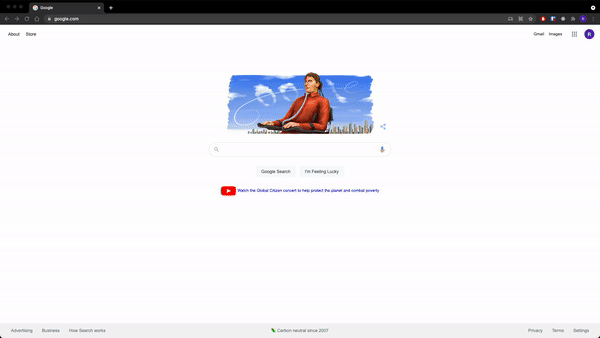 Google
google.com
About Store
Gmail Images
R
Google Search I'm Feeling Lucky
Watch the Global Citizen concert to help protect the planet and combat poverty
Advertising Business How Search works
Carbon neutral since 2007
Privacy Terms Settings